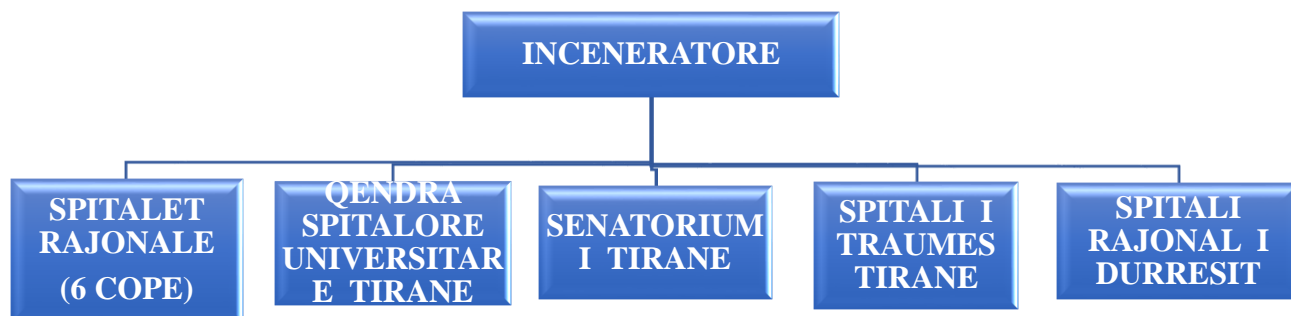 INCENERATORE
SPITALET
RAJONALE
(6 COPE)
QENDRA
SPITALORE
UNIVERSITAR
E TIRANE
SENATORIUM
I TIRANE
SPITALI I
TRAUMES
TIRANE
SPITALI
RAJONAL I
DURRESIT